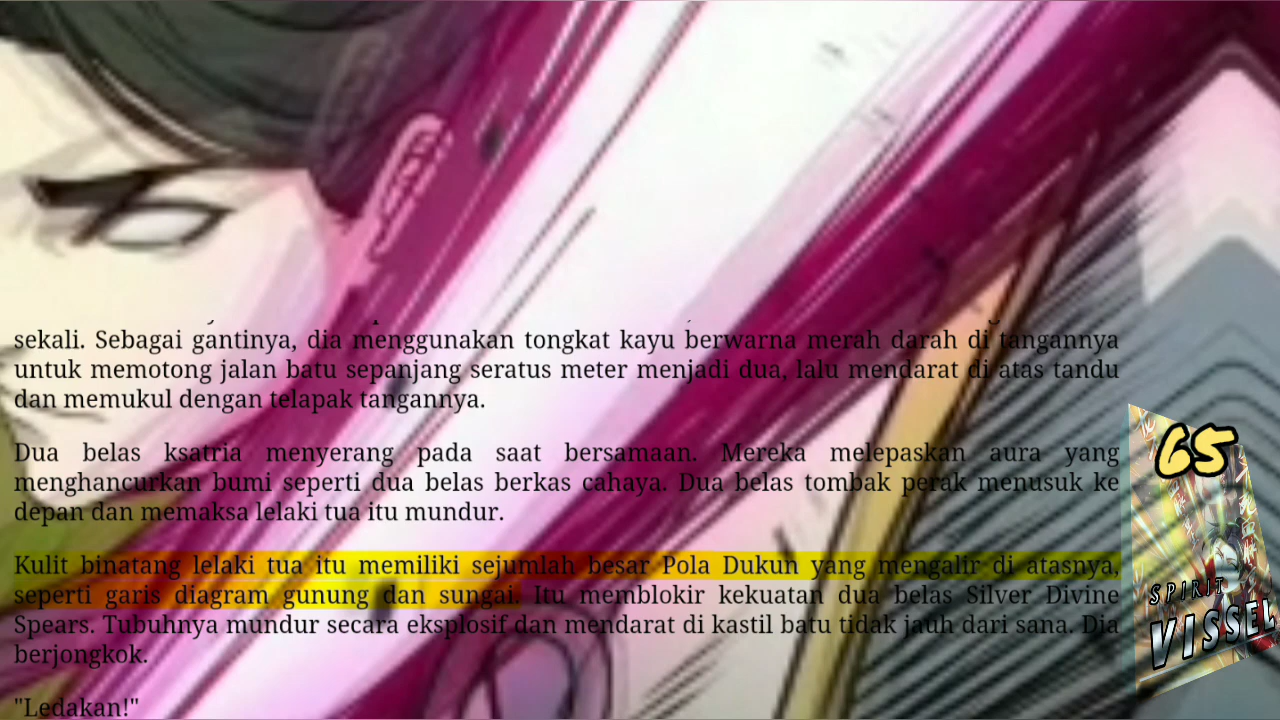 sekali. Sebagai gantinya, dia menggunakan tongkat kayu berwarna merah darah di tangannya
untuk memotong jalan batu sepanjang seratus meter menjadi dua, lalu mendarat di atas tandu
dan memukul dengan telapak tangannya.
Dua belas ksatria menyerang pada saat bersamaan. Mereka melepaskan aura yang
menghancurkan bumi seperti dua belas berkas cahaya. Dua belas tombak perak menusuk ke
depan dan memaksa lelaki tua itu mundur.
Kulit binatang lelaki tua itu memiliki sejumlah besar Pola Dukun yang mengalir di atasnya,
seperti garis diagram gunung dan sungai. Itu memblokir kekuatan dua belas Silver Divine
Spears. Tubuhnya mundur secara eksplosif dan mendarat di kastil batu tidak jauh dari sana. Dia
berjongkok.
"Ledakan!"
65
SPIRIT
VISSEL